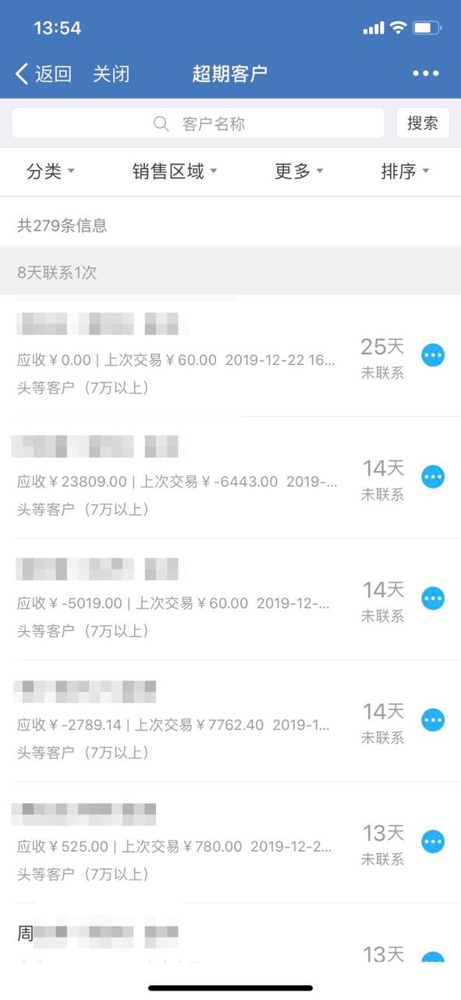 13:54
返回 关闭 超期客户
客户名称 搜索
分类 销售区域 更多 排序
共279条信息
8天联系1次
应收￥0.00 | 上次交易￥60.00 2019-12-22 16...
头等客户（7万以上）
25天
未联系
应收￥23809.00 | 上次交易￥-6443.00 2019-...
头等客户（7万以上）
14天
未联系
应收￥-5019.00 | 上次交易￥60.00 2019-12-...
头等客户（7万以上）
14天
未联系
应收￥-2789.14 | 上次交易￥7762.40 2019-1...
头等客户（7万以上）
14天
未联系
应收￥525.00 | 上次交易￥780.00 2019-12-2...
头等客户（7万以上）
13天
未联系
周
13天